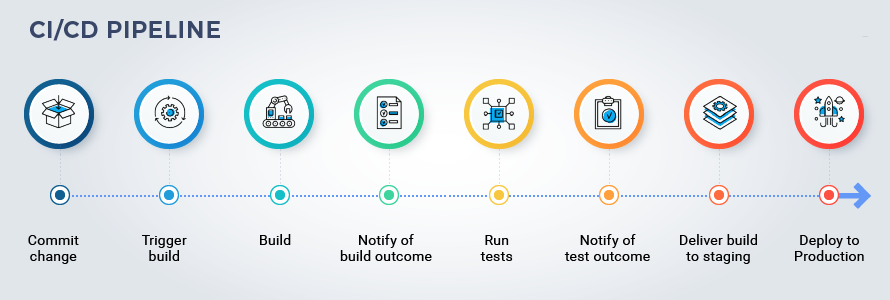 CI/CD PIPELINE
Commit
change
Trigger
build
Build
Notify of
build outcome
Run
tests
Notify of
test outcome
Deliver build
to staging
Deploy to
Production